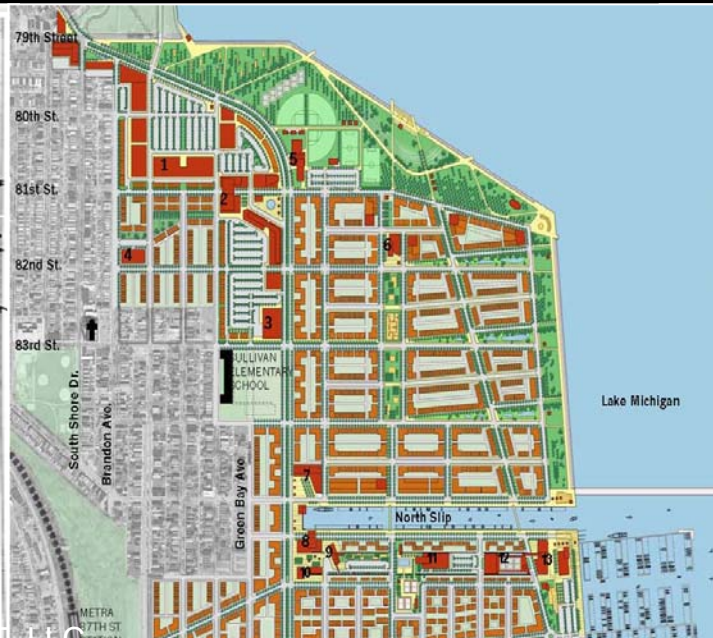 79th Street
80th St.
1
5
81st St.
2
6
4
82nd St.
3
83rd St.
SULLIVAN
ELEMENTARY
SCHOOL
South Shore Dr.
Brandon Ave.
Lake Michigan
Green Bay Ave
7
North Slip
8
9
10
11
12
13
METRA
87TH ST.